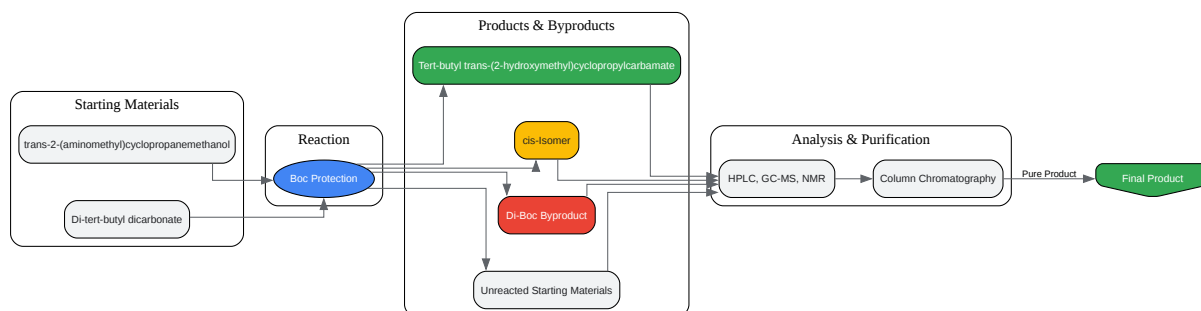 Starting Materials
trans-2-(aminomethyl)cyclopropanemethanol
Di-tert-butyl dicarbonate
Reaction
Boc Protection
Products & Byproducts
Tert-butyl trans-(2-hydroxymethyl)cyclopropylcarbamate
cis-Isomer
Di-Boc Byproduct
Unreacted Starting Materials
Analysis & Purification
HPLC, GC-MS, NMR
Column Chromatography
Pure Product
Final Product